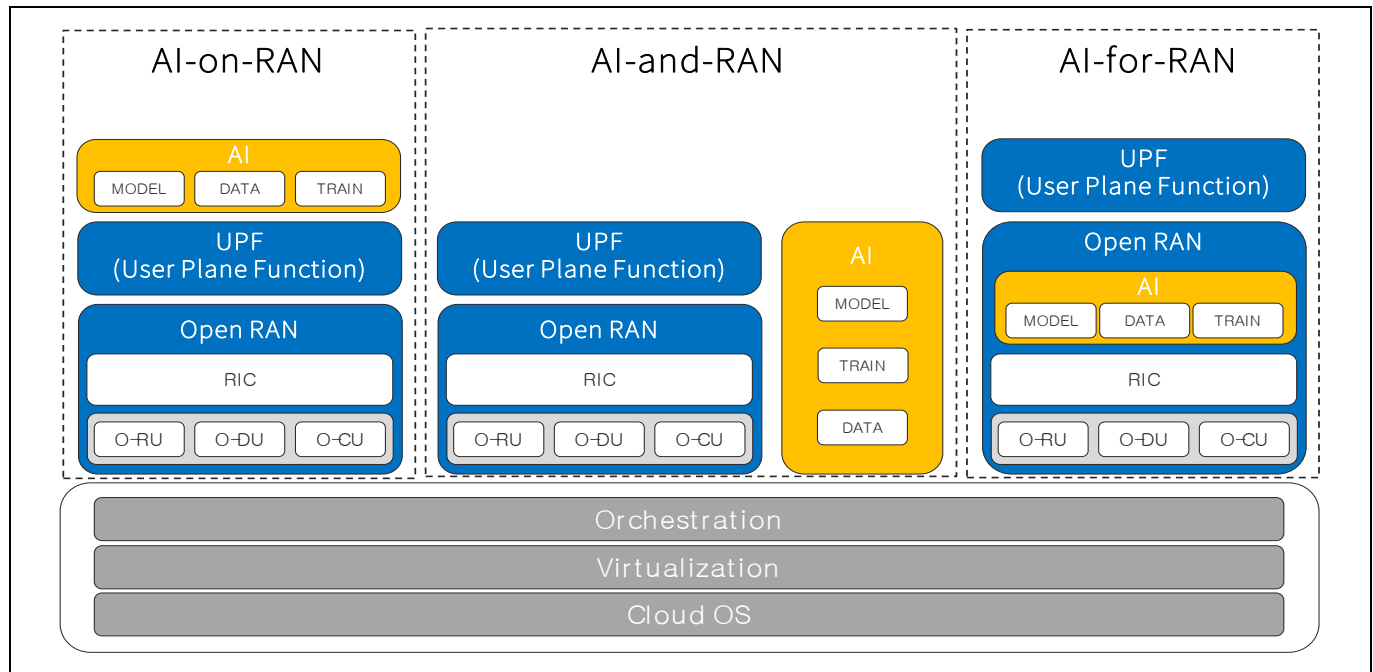 AI-on-RAN
AI
MODEL
DATA
TRAIN
UPF
(User Plane Function)
Open RAN
RIC
O-RU
O-DU
O-CU
AI-and-RAN
UPF
(User Plane Function)
Open RAN
RIC
O-RU
O-DU
O-CU
AI
MODEL
TRAIN
DATA
AI-for-RAN
UPF
(User Plane Function)
Open RAN
AI
MODEL
DATA
TRAIN
RIC
O-RU
O-DU
O-CU
Orchestration
Virtualization
Cloud OS